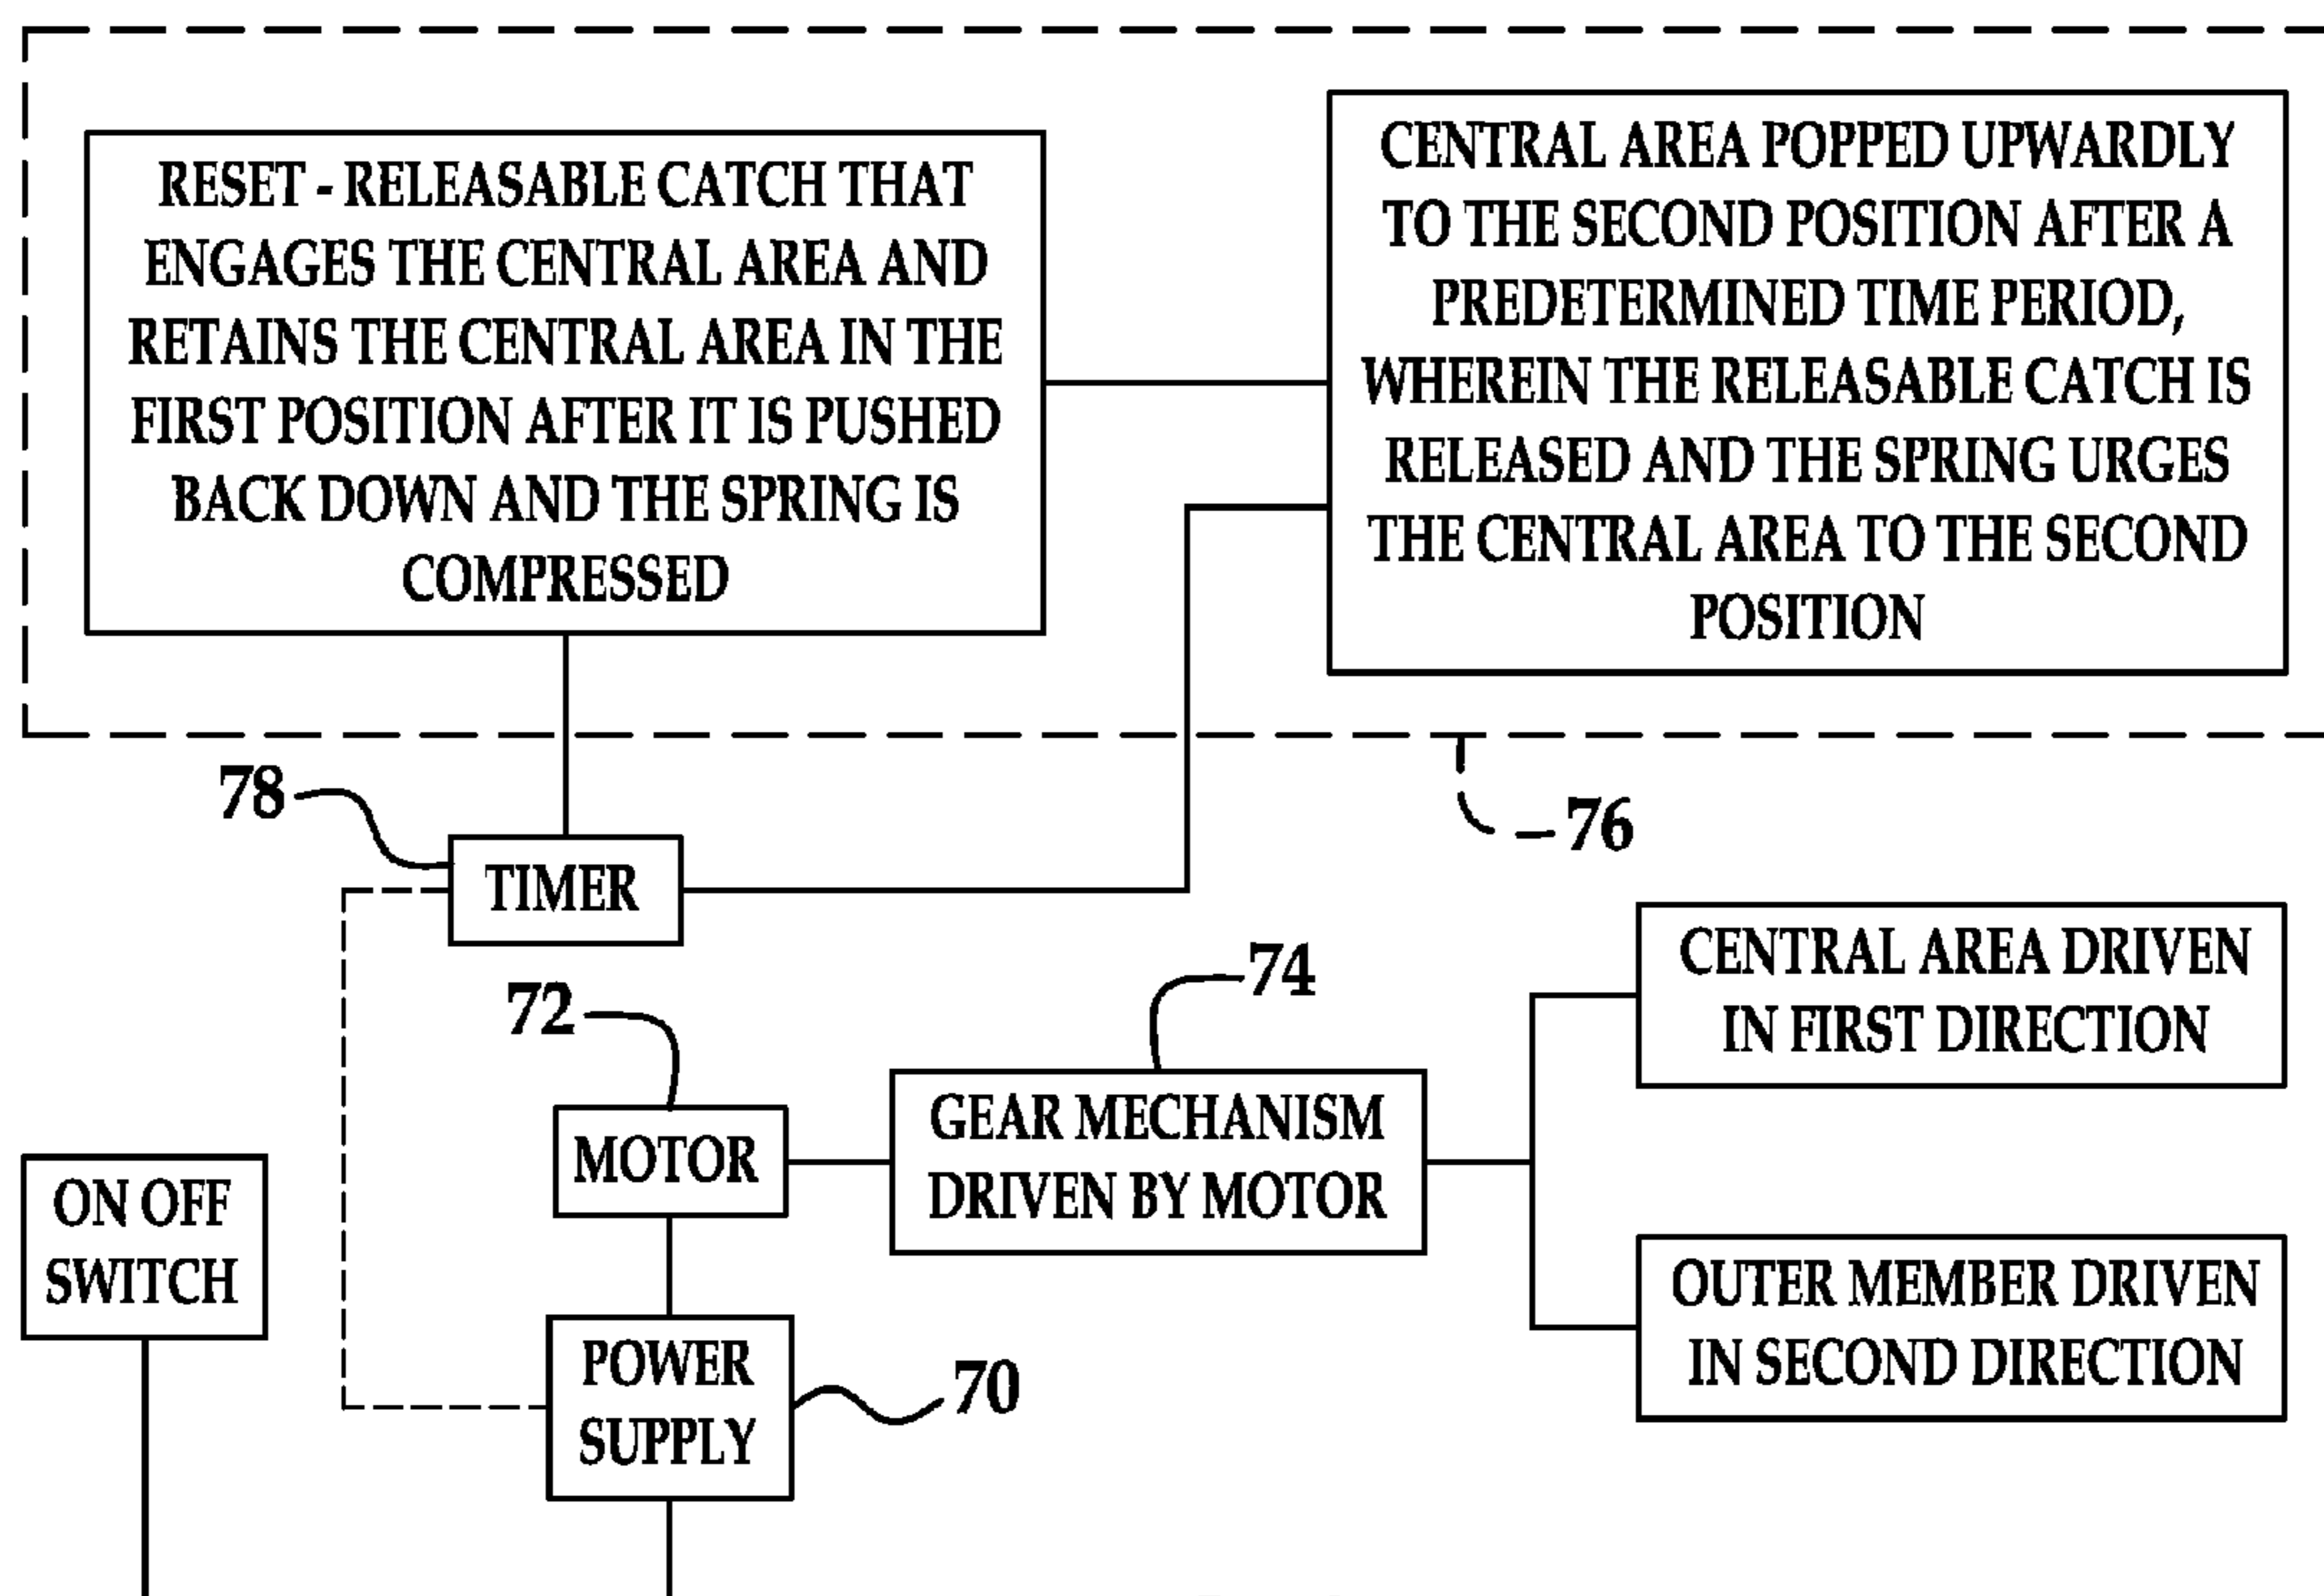 RESET - RELEASABLE CATCH THAT
ENGAGES THE CENTRAL AREA AND
RETAINS THE CENTRAL AREA IN THE
FIRST POSITION AFTER IT IS PUSHED
BACK DOWN AND THE SPRING IS
COMPRESSED
CENTRAL AREA POPPED UPWARDLY
TO THE SECOND POSITION AFTER A
PREDETERMINED TIME PERIOD,
WHEREIN THE RELEASABLE CATCH IS
RELEASED AND THE SPRING URGES
THE CENTRAL AREA TO THE SECOND
POSITION
78
76
TIMER
74
72
CENTRAL AREA DRIVEN
IN FIRST DIRECTION
MOTOR
GEAR MECHANISM
DRIVEN BY MOTOR
ON OFF
SWITCH
OUTER MEMBER DRIVEN
IN SECOND DIRECTION
POWER
SUPPLY
70